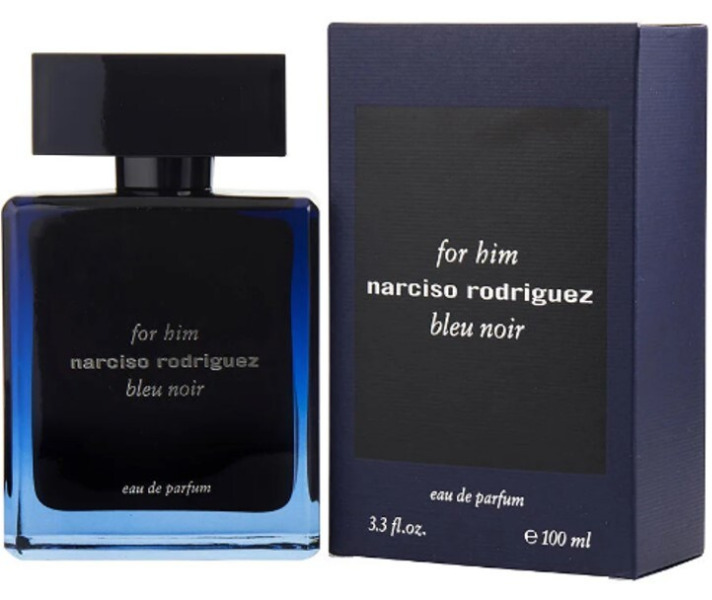 for him
narciso rodriguez
bleu noir
eau de parfum
for him
narciso rodriguez
bleu noir
eau de parfum
3.3 fl.oz.
℮ 100 ml